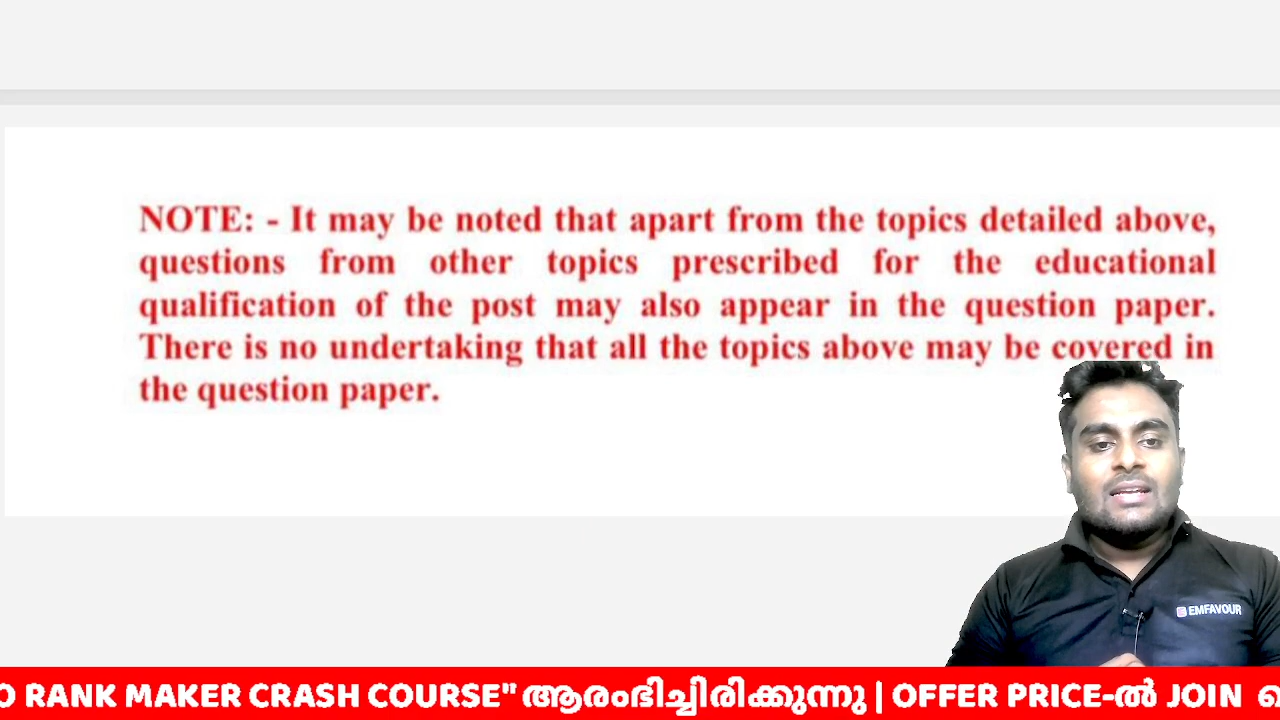 NOTE: - It may be noted that apart from the topics detailed above,
questions from other topics prescribed for the educational
qualification of the post may also appear in the question paper.
There is no undertaking that all the topics above may be covered in
the question paper.
EMFAVOUR
RANK MAKER CRASH COURSE" ആരംഭിച്ചിരിക്കുന്നു | OFFER PRICE-ൽ JOIN